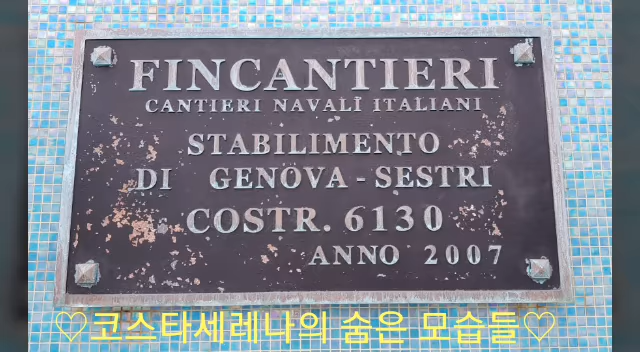 FINCANTIERI
CANTIERI NAVALI ITALIANI
STABILIMENTO
DI GENOVA - SESTRI
COSTR. 6130
ANNO 2007
♡코스타세레나의 숨은 모습들♡